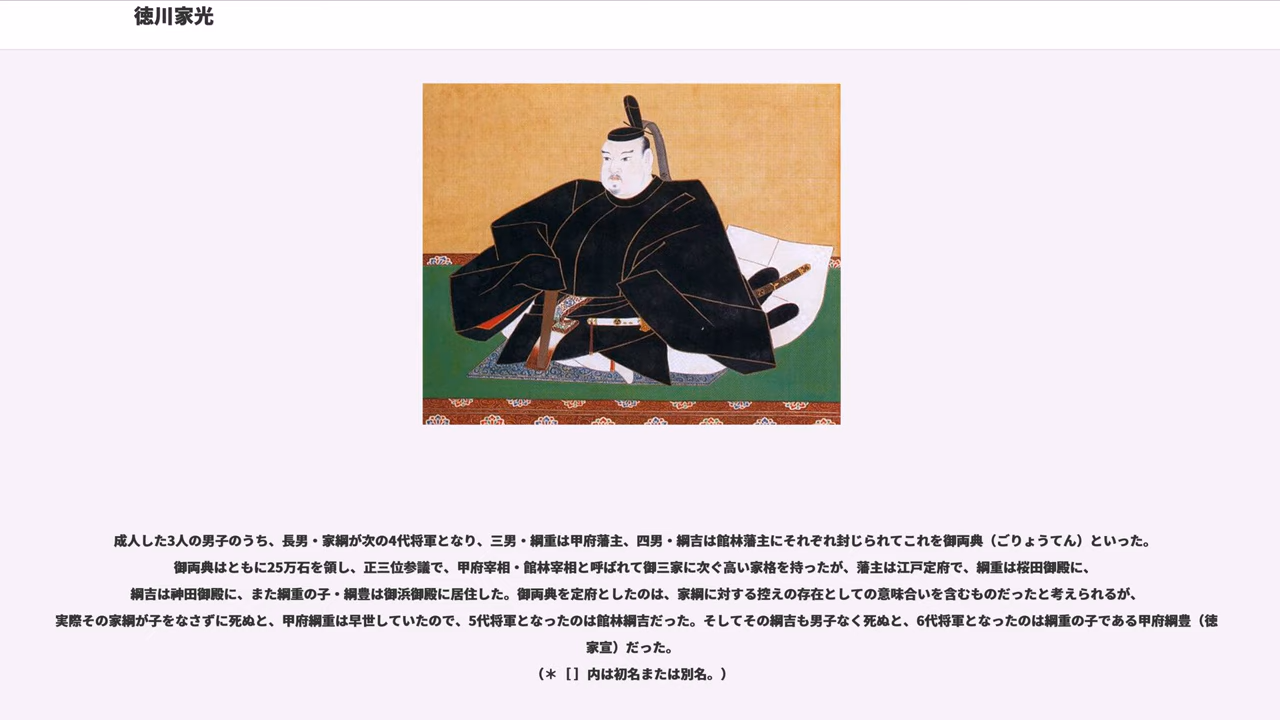 徳川家光
成人した3人の男子のうち、長男・家綱が次の4代将軍となり、三男・綱重は甲府藩主、四男・綱吉は館林藩主にそれぞれ封じられてこれを御両典（ごりょうてん）といった。
御両典はともに25万石を領し、正三位参議で、甲府宰相・館林宰相と呼ばれて御三家に次ぐ高い家格を持ったが、藩主は江戸定府で、綱重は桜田御殿に、
綱吉は神田御殿に、また綱重の子・綱豊は御浜御殿に居住した。御両典を定府としたのは、家綱に対する控えの存在としての意味合いを含むものだったと考えられるが、
実際その家綱が子をなさずに死ぬと、甲府綱重は早世していたので、5代将軍となったのは館林綱吉だった。そしてその綱吉も男子なく死ぬと、6代将軍となったのは綱重の子である甲府綱豊（徳
家宣）だった。
（＊［］内は初名または別名。）